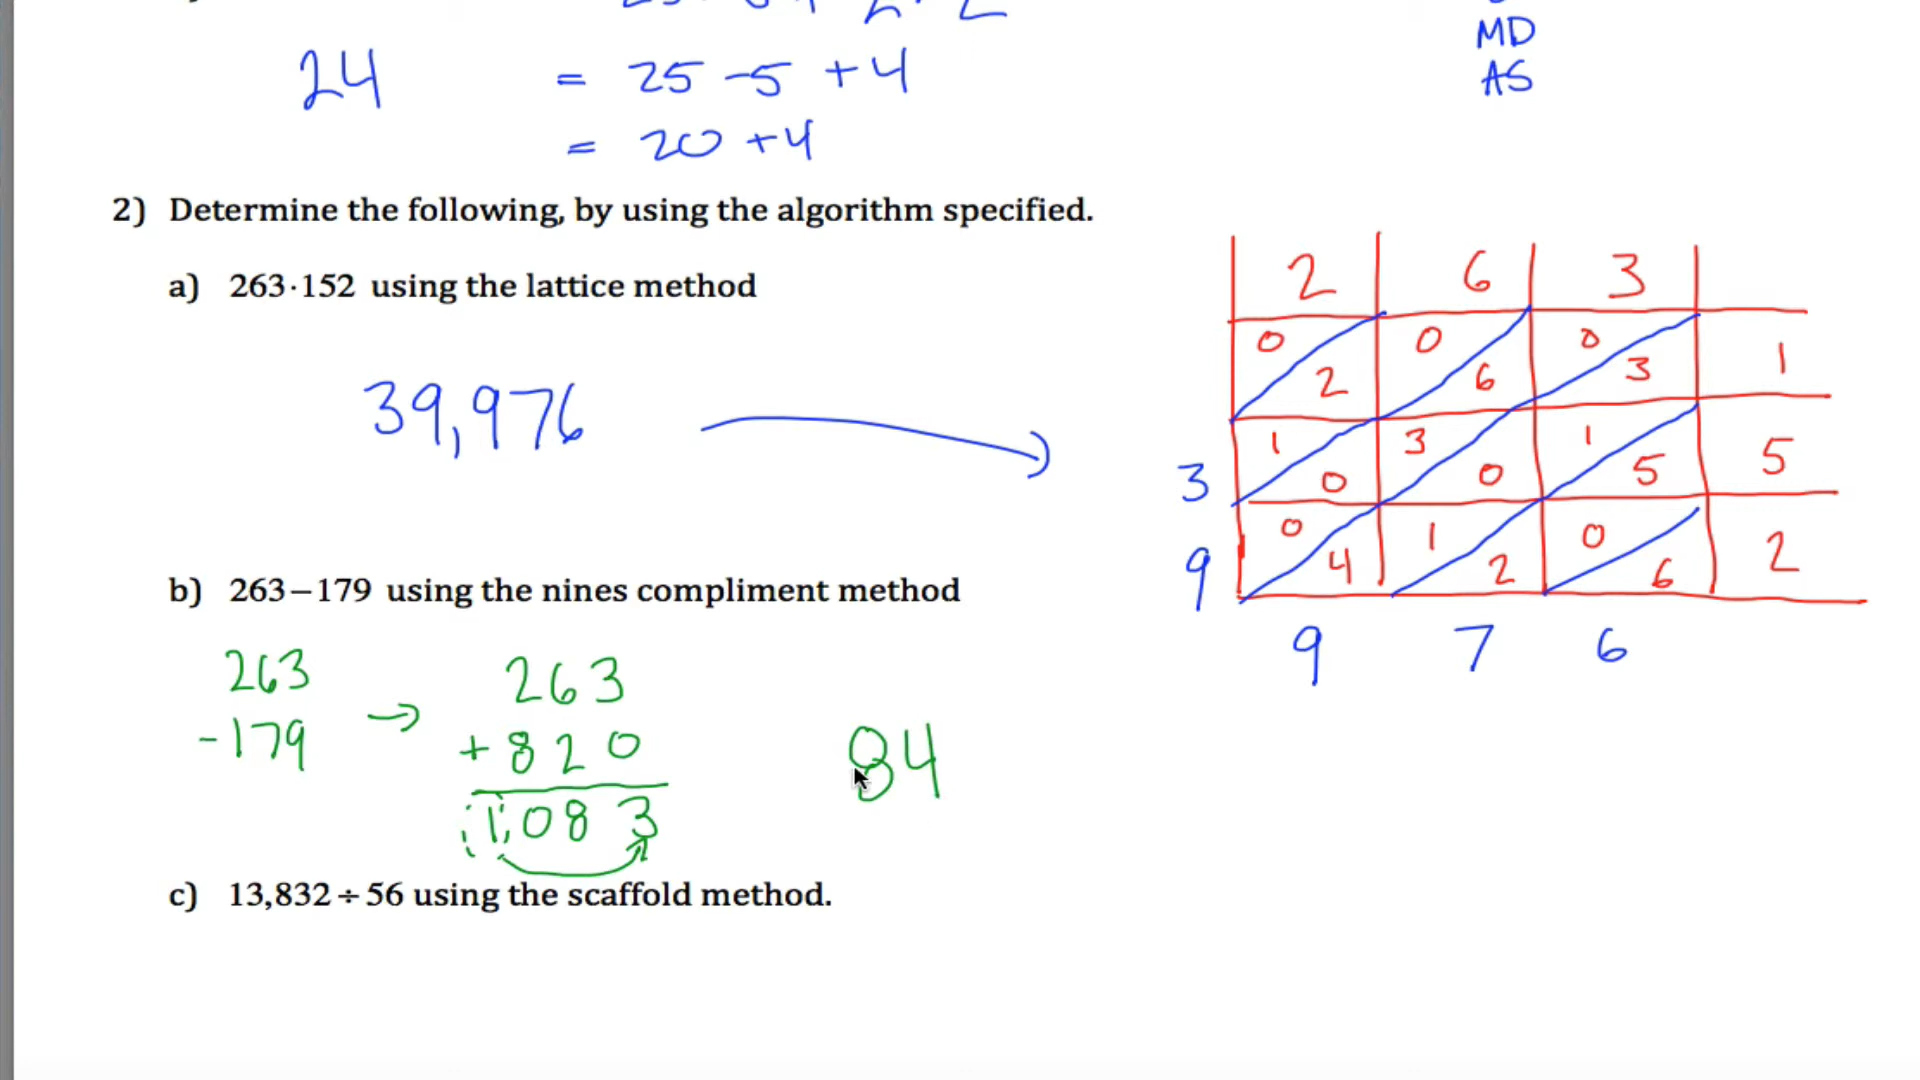 MD
24 = 25 - 5 + 4 AS
= 20 + 4
2) Determine the following, by using the algorithm specified.
a) 263·152 using the lattice method
2 6 3
0 0 0
2 6 3 1
39,976
1 3 1
3 0 0 5 5
0 1 0
9 4 2 6 2
9 7 6
b) 263−179 using the nines compliment method
263 → 263
-179 + 820 84
1,083
c) 13,832÷56 using the scaffold method.